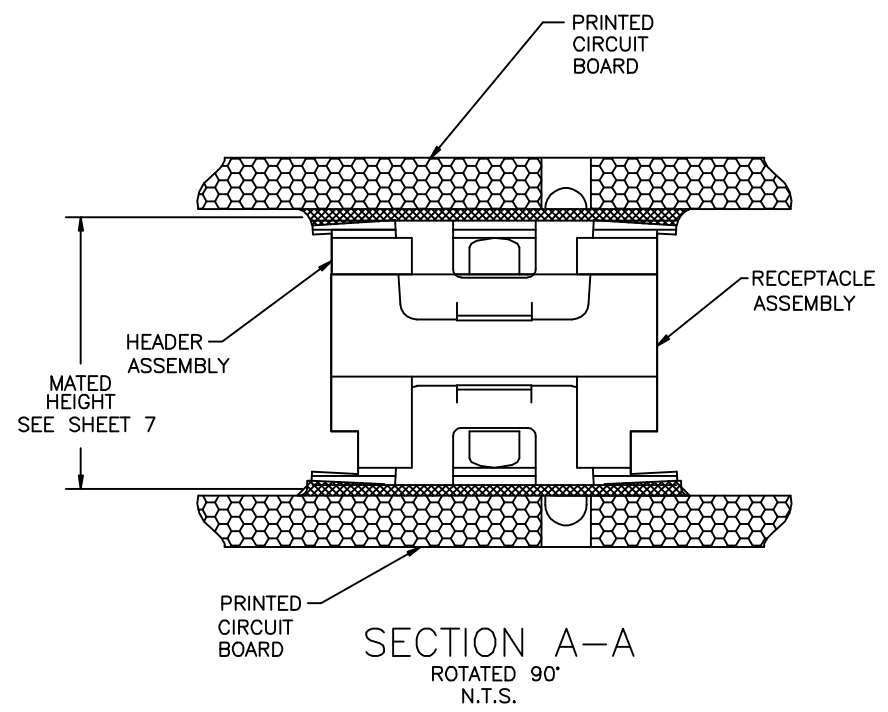 PRINTED
CIRCUIT
BOARD
RECEPTACLE
ASSEMBLY
HEADER
ASSEMBLY
MATED
HEIGHT
SEE SHEET 7
PRINTED
CIRCUIT
BOARD
SECTION A-A
ROTATED 90°
N.T.S.